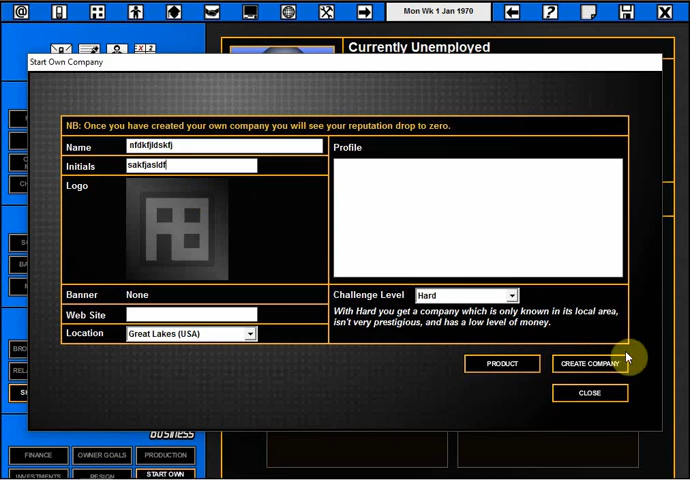 Mon Wk 1 Jan 1970
Currently Unemployed
Start Own Company
NB: Once you have created your own company you will see your reputation drop to zero.
Name nfdkfjldskfj
Initials sakfjasldf
Logo
Banner None
Web Site
Location Great Lakes (USA)
Profile
Challenge Level Hard
With Hard you get a company which is only known in its local area,
isn't very prestigious, and has a low level of money.
PRODUCT CREATE COMPANY
CLOSE
BUSINESS
FINANCE OWNER GOALS PRODUCTION
INVESTMENTS DESIGN START OWN